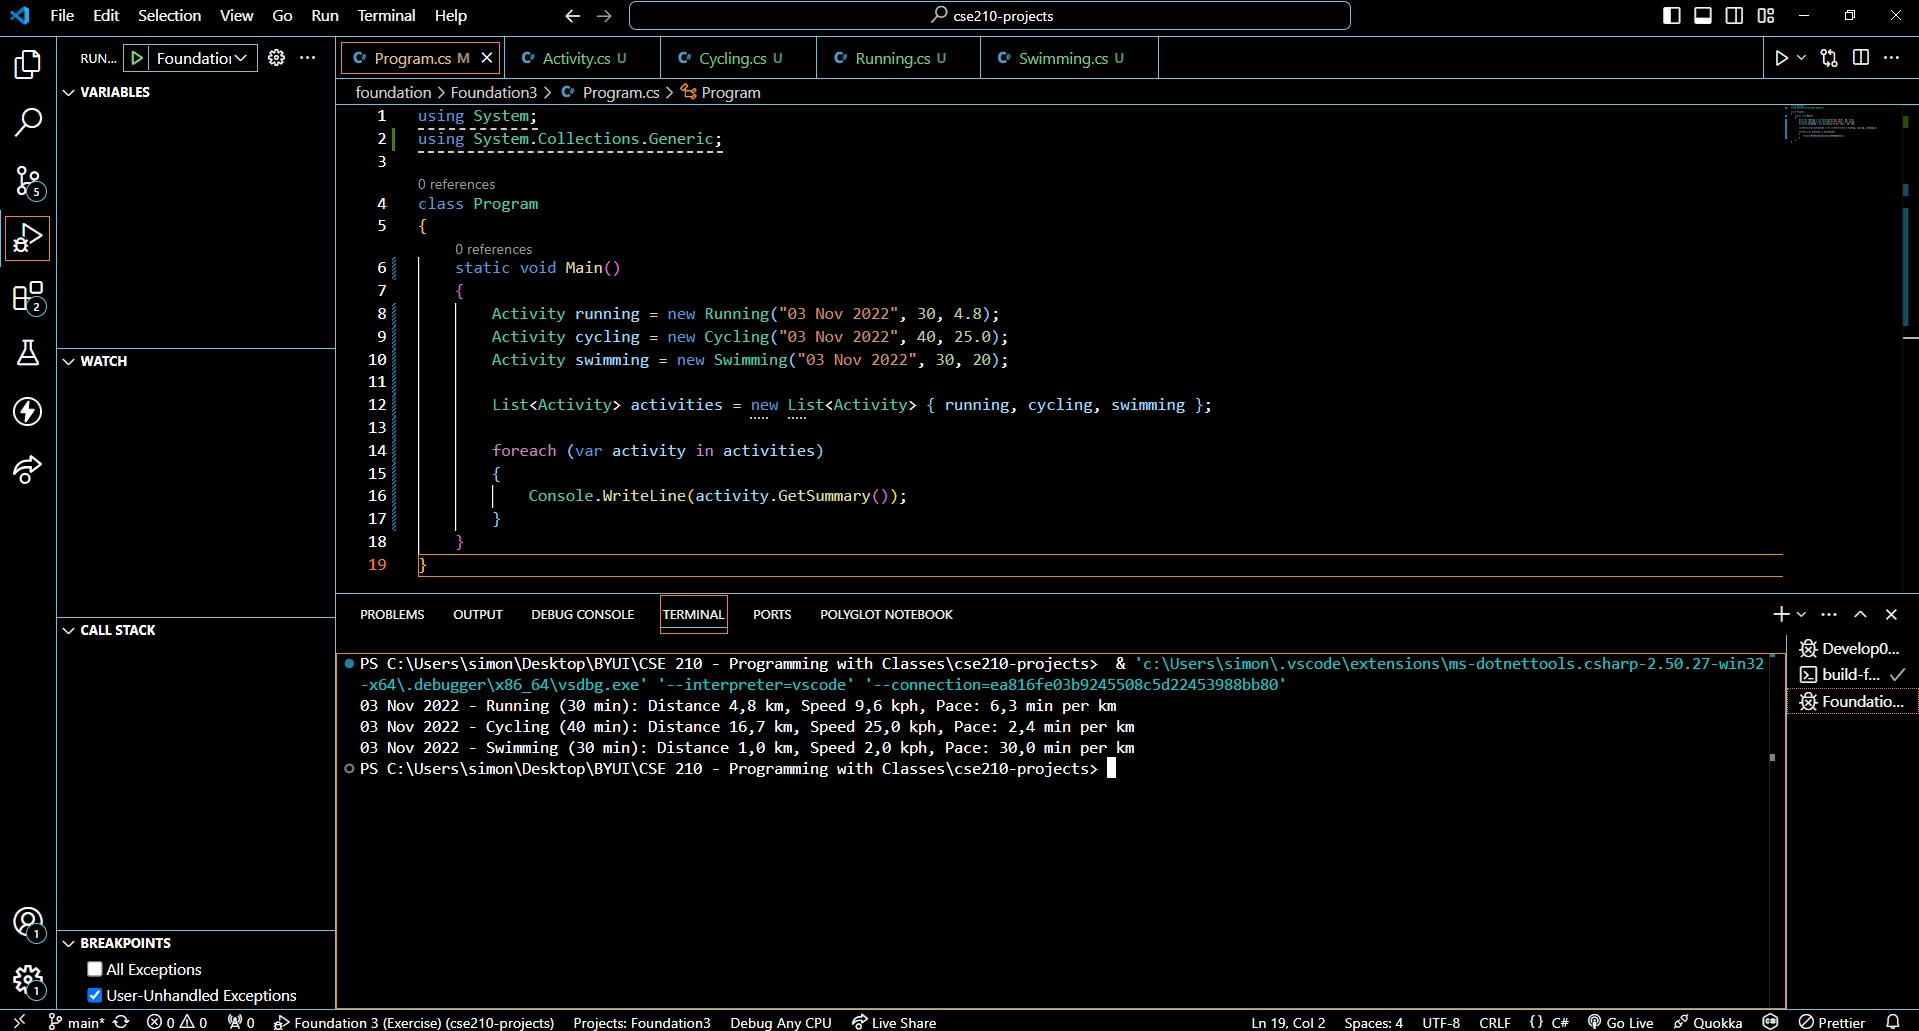 File Edit Selection View Go Run Terminal Help
cse210-projects
RUN... Foundation
Program.cs M
Activity.cs U
Cycling.cs U
Running.cs U
Swimming.cs U
foundation > Foundation3 > Program.cs > Program
VARIABLES
WATCH
CALL STACK
BREAKPOINTS
All Exceptions
User-Unhandled Exceptions
5
2
1
1
1 using System;
2 using System.Collections.Generic;
3
0 references
4 class Program
5 {
0 references
6 static void Main()
7 {
8 Activity running = new Running("03 Nov 2022", 30, 4.8);
9 Activity cycling = new Cycling("03 Nov 2022", 40, 25.0);
10 Activity swimming = new Swimming("03 Nov 2022", 30, 20);
11
12 List<Activity> activities = new List<Activity> { running, cycling, swimming };
13
14 foreach (var activity in activities)
15 {
16 Console.WriteLine(activity.GetSummary());
17 }
18 }
19 }
PROBLEMS OUTPUT DEBUG CONSOLE TERMINAL PORTS POLYGLOT NOTEBOOK
PS C:\Users\simon\Desktop\BYUI\CSE 210 - Programming with Classes\cse210-projects> & 'c:\Users\simon\.vscode\extensions\ms-dotnettools.csharp-2.50.27-win32
-x64\.debugger\x86_64\vsdbg.exe' '--interpreter=vscode' '--connection=ea816fe03b9245508c5d22453988bb80'
03 Nov 2022 - Running (30 min): Distance 4,8 km, Speed 9,6 kph, Pace: 6,3 min per km
03 Nov 2022 - Cycling (40 min): Distance 16,7 km, Speed 25,0 kph, Pace: 2,4 min per km
03 Nov 2022 - Swimming (30 min): Distance 1,0 km, Speed 2,0 kph, Pace: 30,0 min per km
PS C:\Users\simon\Desktop\BYUI\CSE 210 - Programming with Classes\cse210-projects>
Develop0...
build-f...
Foundatio...
main* 0 0 0 Foundation 3 (Exercise) (cse210-projects) Projects: Foundation3 Debug Any CPU Live Share Ln 19, Col 2 Spaces: 4 UTF-8 CRLF {} C# Go Live Quokka Prettier